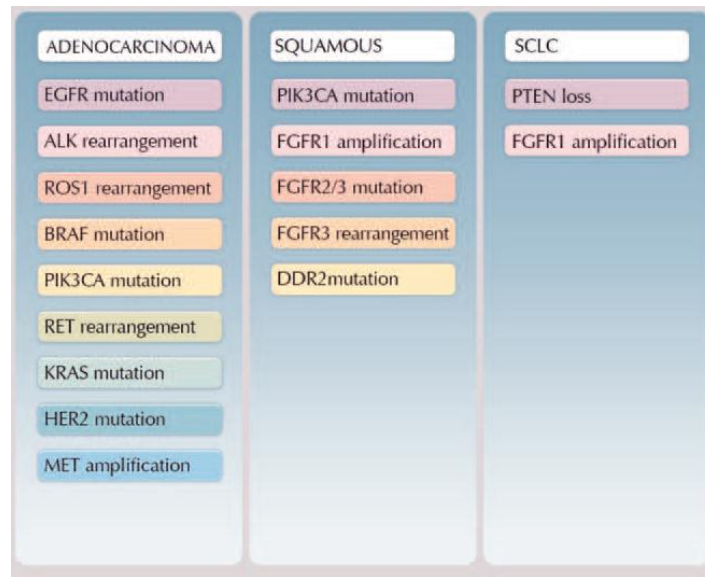 ADENOCARCINOMA
EGFR mutation
ALK rearrangement
ROS1 rearrangement
BRAF mutation
PIK3CA mutation
RET rearrangement
KRAS mutation
HER2 mutation
MET amplification
SQUAMOUS
PIK3CA mutation
FGFR1 amplification
FGFR2/3 mutation
FGFR3 rearrangement
DDR2mutation
SCLC
PTEN loss
FGFR1 amplification